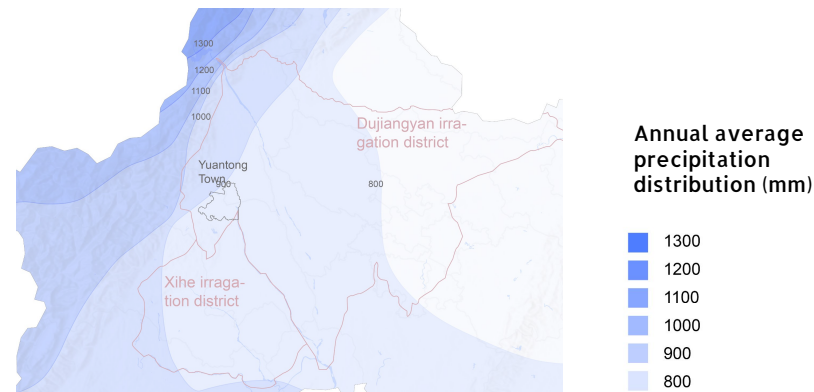 1300
1200
1100
1000
Dujiangyan irra-
gation district
Yuantong
Town
900
800
Xihe irraga-
tion district
Annual average
precipitation
distribution (mm)
1300
1200
1100
1000
900
800